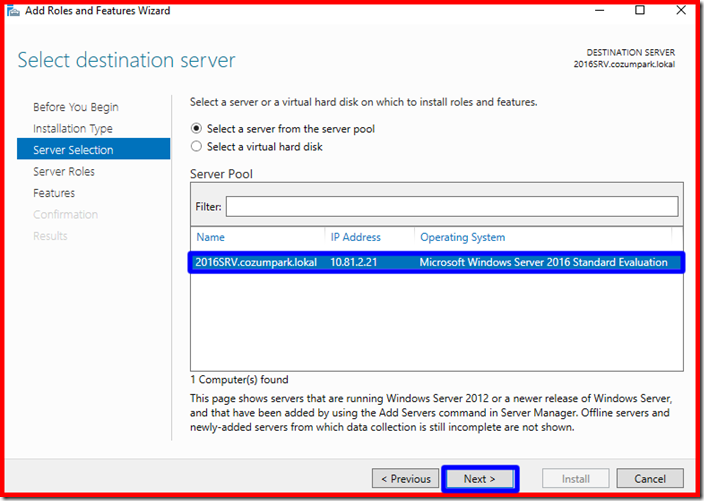 Add Roles and Features Wizard
Select destination server
DESTINATION SERVER
2016SRV.cozumpark.lokal
Before You Begin
Installation Type
Server Selection
Server Roles
Features
Confirmation
Results
Select a server or a virtual hard disk on which to install roles and features.
Select a server from the server pool
Select a virtual hard disk
Server Pool
Filter:
Name IP Address Operating System
2016SRV.cozumpark.lokal 10.81.2.21 Microsoft Windows Server 2016 Standard Evaluation
1 Computer(s) found
This page shows servers that are running Windows Server 2012 or a newer release of Windows Server,
and that have been added by using the Add Servers command in Server Manager. Offline servers and
newly-added servers from which data collection is still incomplete are not shown.
< Previous Next > Install Cancel